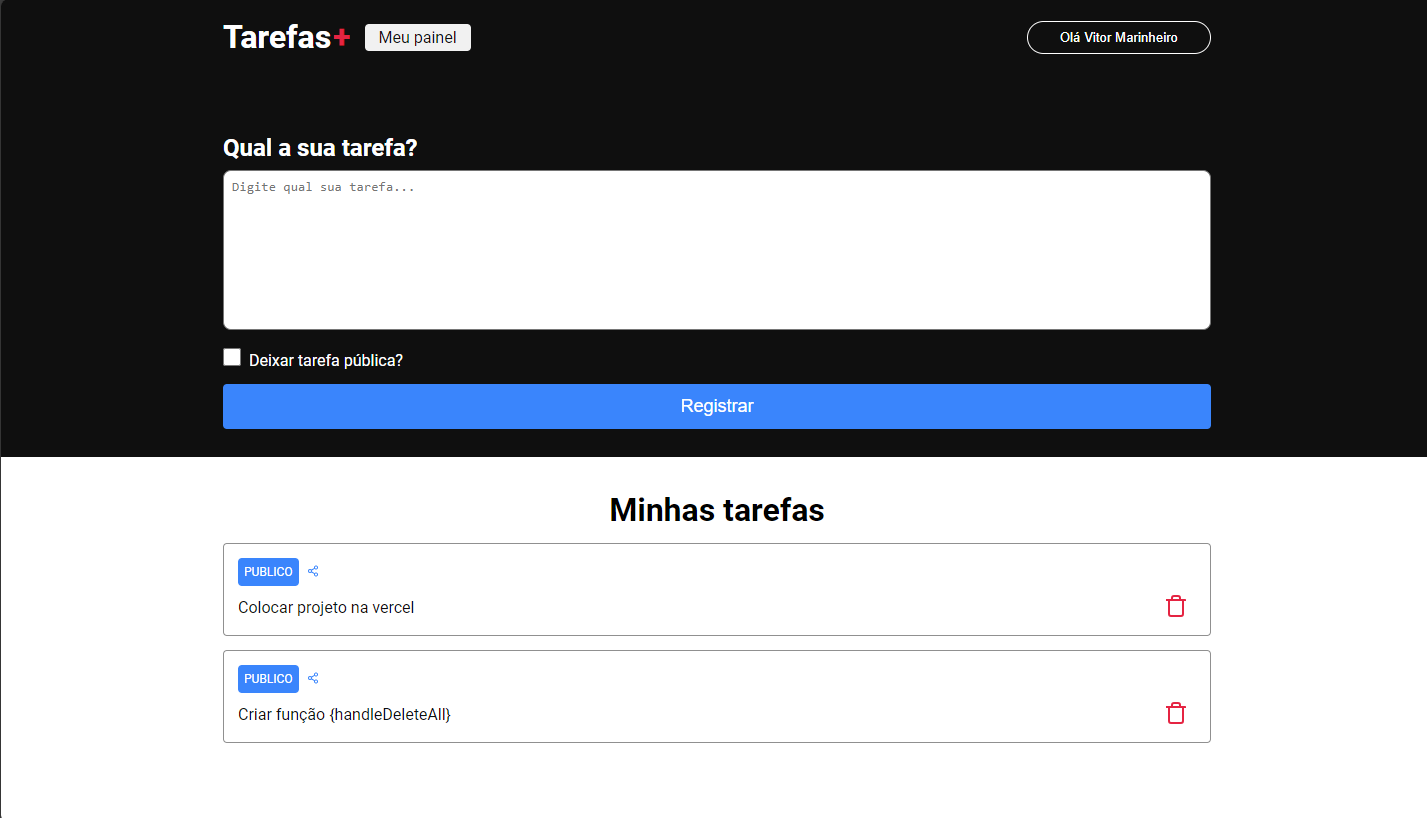 Tarefas+ Meu painel Olá Vitor Marinheiro
Qual a sua tarefa?
Digite qual sua tarefa...
Deixar tarefa pública?
Registrar
Minhas tarefas
PUBLICO
Colocar projeto na vercel
PUBLICO
Criar função {handleDeleteAll}